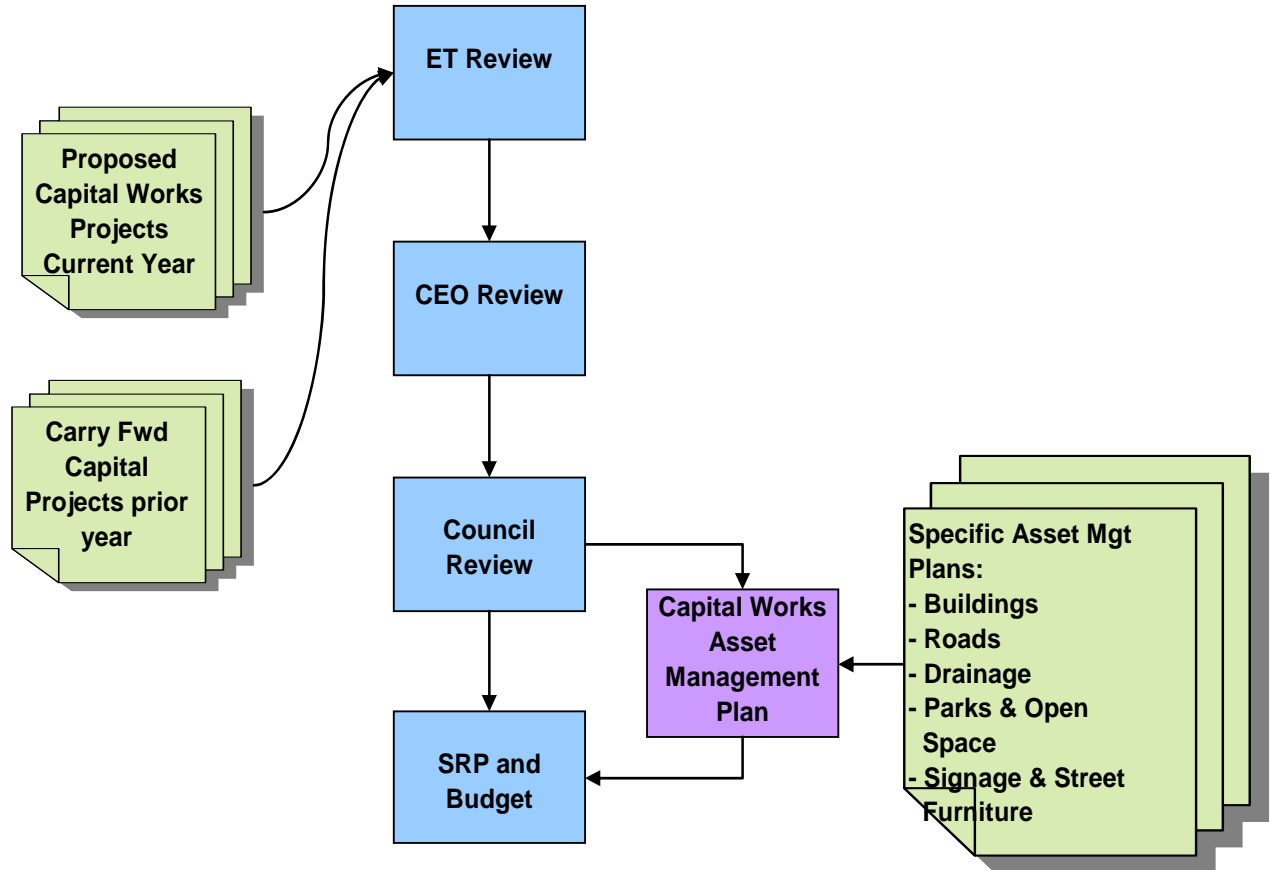 ET Review
Proposed
Capital Works
Projects
Current Year
CEO Review
Carry Fwd
Capital
Projects prior
year
Council
Review
Specific Asset Mgt
Plans:
- Buildings
- Roads
- Drainage
- Parks & Open
Space
- Signage & Street
Furniture
Capital Works
Asset
Management
Plan
SRP and
Budget